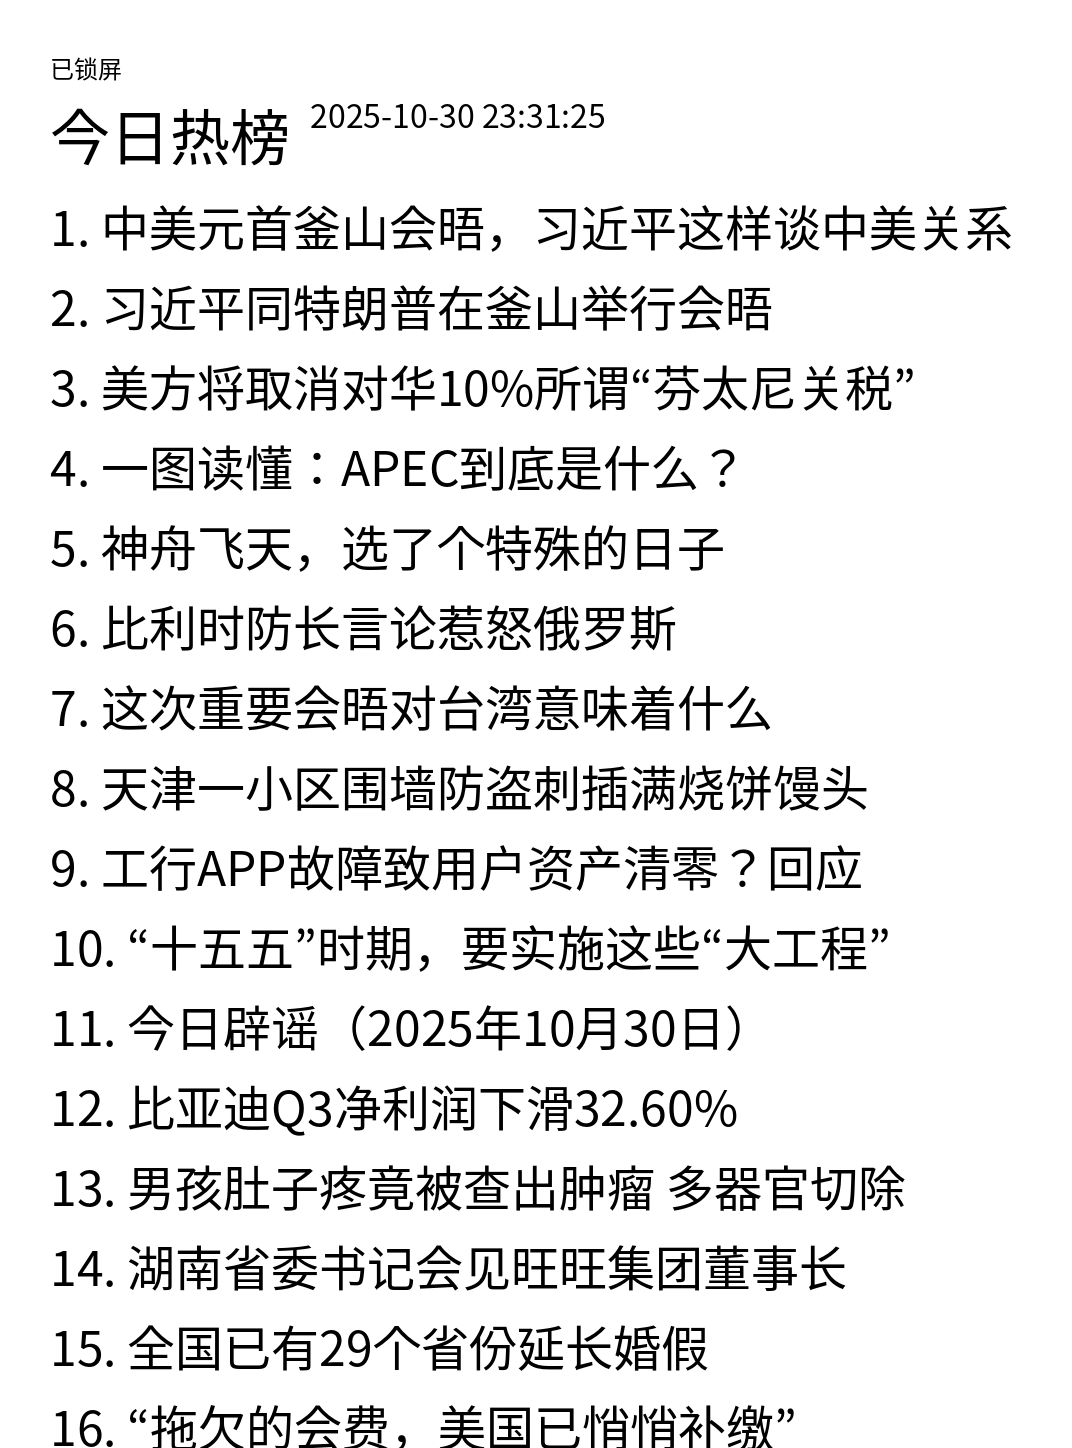 已锁屏
今日热榜 2025-10-30 23:31:25
1. 中美元首釜山会晤，习近平这样谈中美关系
2. 习近平同特朗普在釜山举行会晤
3. 美方将取消对华10%所谓“芬太尼关税”
4. 一图读懂：APEC到底是什么？
5. 神舟飞天，选了个特殊的日子
6. 比利时防长言论惹怒俄罗斯
7. 这次重要会晤对台湾意味着什么
8. 天津一小区围墙防盗刺插满烧饼馒头
9. 工行APP故障致用户资产清零？回应
10. “十五五”时期，要实施这些“大工程”
11. 今日辟谣（2025年10月30日）
12. 比亚迪Q3净利润下滑32.60%
13. 男孩肚子疼竟被查出肿瘤 多器官切除
14. 湖南省委书记会见旺旺集团董事长
15. 全国已有29个省份延长婚假
16. “拖欠的会费，美国已悄悄补缴”